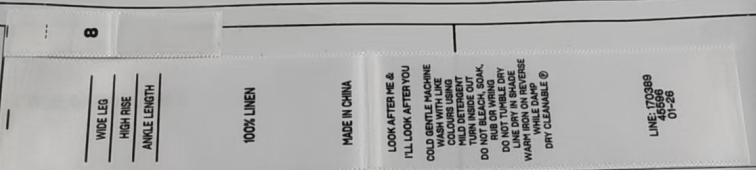 8
WIDE LEG
HIGH RISE
ANKLE LENGTH
100% LINEN
MADE IN CHINA
LOOK AFTER ME &
I'LL LOOK AFTER YOU
COLD GENTLE MACHINE
WASH WITH LIKE
COLOURS USING
MILD DETERGENT
TURN INSIDE OUT
DO NOT BLEACH, SOAK,
RUB OR WRING
DO NOT TUMBLE DRY
LINE DRY IN SHADE
WARM IRON ON REVERSE
WHILE DAMP
DRY CLEANABLE Ⓟ
LINE: 170389
45596
01-26